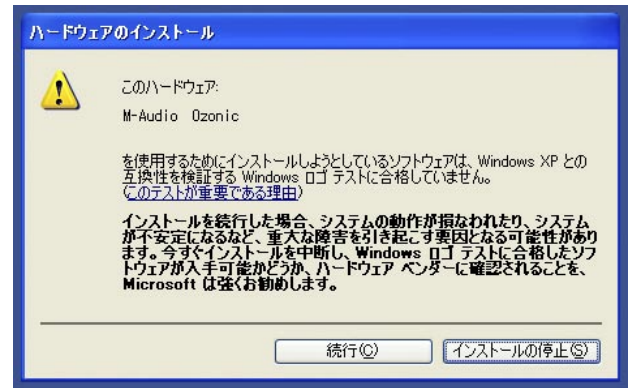 ハードウェアのインストール
このハードウェア:
M-Audio Ozonic
を使用するためにインストールしようとしているソフトウェアは、Windows XP との
互換性を検証する Windows ロゴ テストに合格していません。
(このテストが重要である理由)
インストールを続行した場合、システムの動作が損なわれたり、システム
が不安定になるなど、重大な障害を引き起こす要因となる可能性があり
ます。今すぐインストールを中断し、Windows ロゴ テストに合格したソフ
トウェアが入手可能かどうか、ハードウェア ベンダーに確認されることを、
Microsoft は強くお勧めします。
続行(C)
インストールの停止(S)